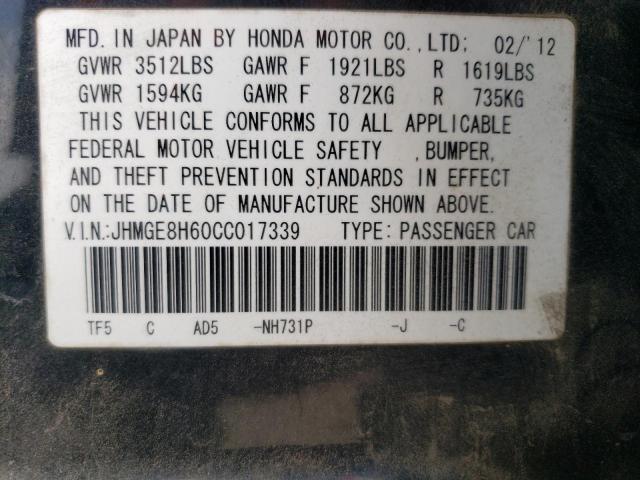 MFD. IN JAPAN BY HONDA MOTOR CO.,LTD; 02/'12
GVWR 3512LBS GAWR F 1921LBS R 1619LBS
GVWR 1594KG GAWR F 872KG R 735KG
THIS VEHICLE CONFORMS TO ALL APPLICABLE
FEDERAL MOTOR VEHICLE SAFETY ,BUMPER,
AND THEFT PREVENTION STANDARDS IN EFFECT
ON THE DATE OF MANUFACTURE SHOWN ABOVE.
V.I.N.:JHMGE8H60CC017339 TYPE: PASSENGER CAR
TF5 C AD5 -NH731P -J -C